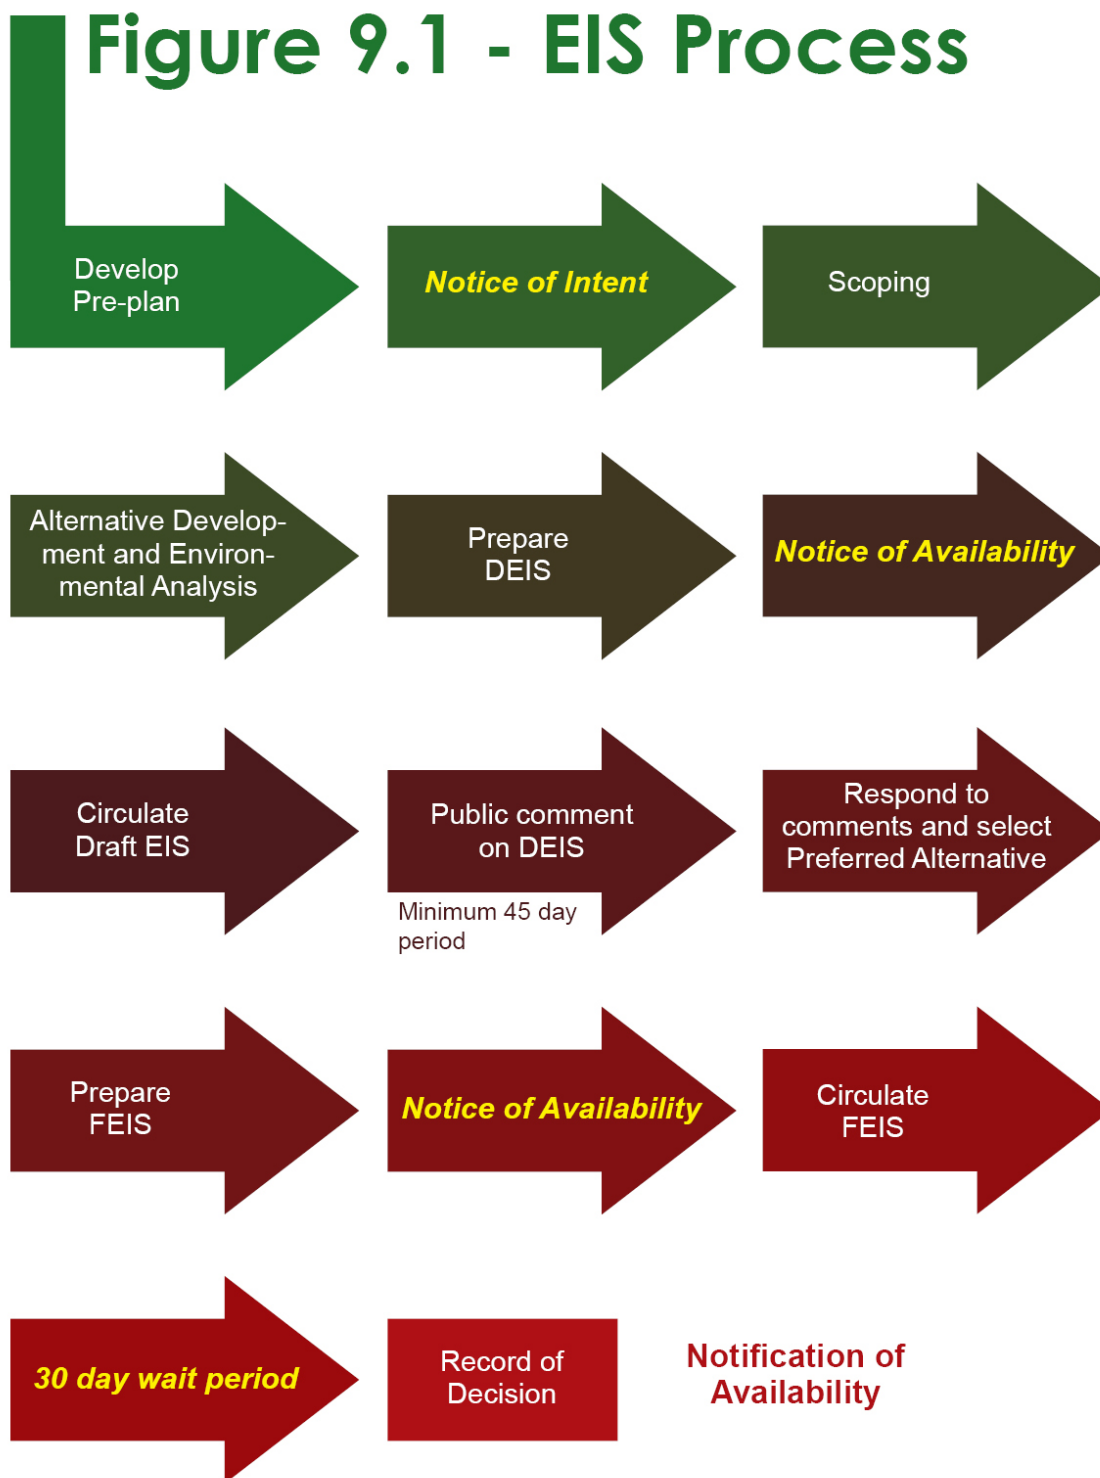 Figure 9.1 - EIS Process
Develop
Pre-plan
Notice of Intent
Scoping
Alternative Develop-
ment and Environ-
mental Analysis
Prepare
DEIS
Notice of Availability
Circulate
Draft EIS
Public comment
on DEIS
Minimum 45 day
period
Respond to
comments and select
Preferred Alternative
Prepare
FEIS
Notice of Availability
Circulate
FEIS
30 day wait period
Record of
Decision
Notification of
Availability